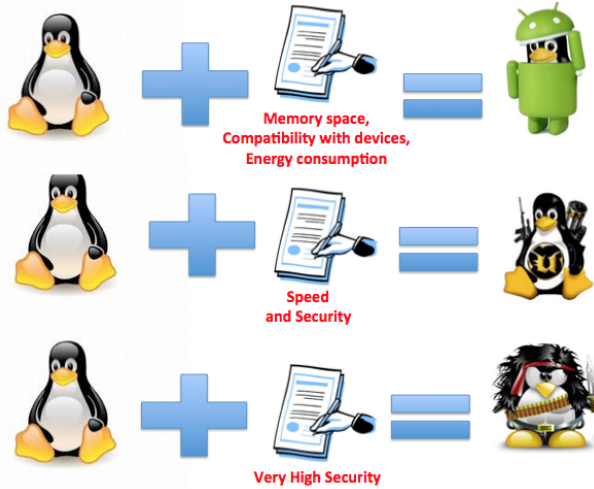 Memory space,
Compatibility with devices,
Energy consumption
Speed
and Security
Very High Security